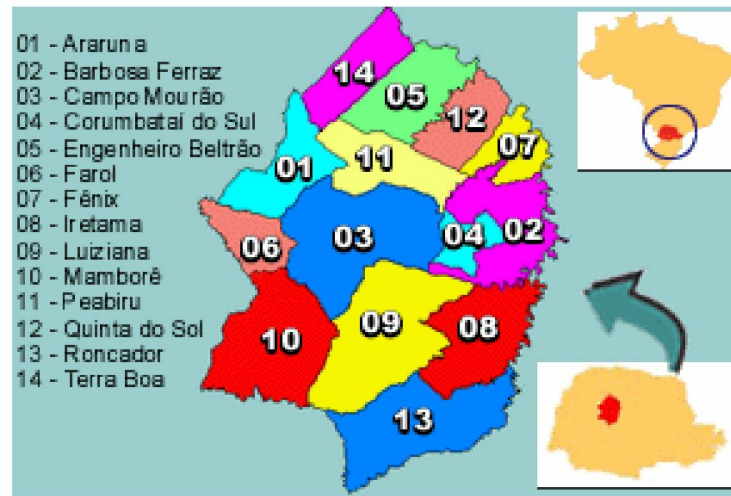 01 - Araruna
02 - Barbosa Ferraz
03 - Campo Mourão
04 - Corumbataí do Sul
05 - Engenheiro Beltrão
06 - Farol
07 - Fênix
08 - Iretama
09 - Luiziana
10 - Mamborê
11 - Peabiru
12 - Quinta do Sol
13 - Roncador
14 - Terra Boa
14
05
12
07
01
11
02
04
03
06
09
08
10
13